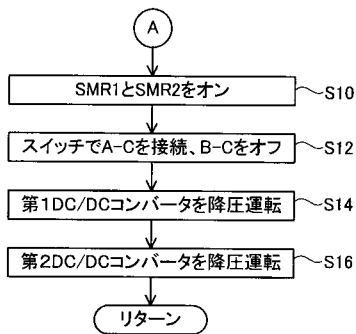 A
SMR1とSMR2をオン
S10
スイッチでA-Cを接続、B-Cをオフ
S12
第1DC/DCコンバータを降圧運転
S14
第2DC/DCコンバータを降圧運転
S16
リターン